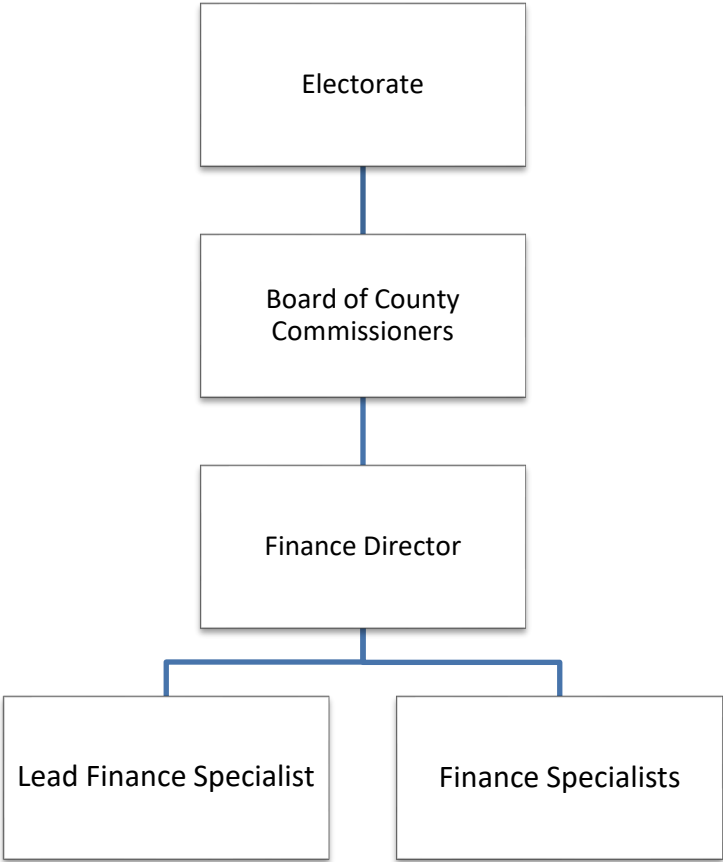 Electorate
Board of County
Commissioners
Finance Director
Lead Finance Specialist
Finance Specialists